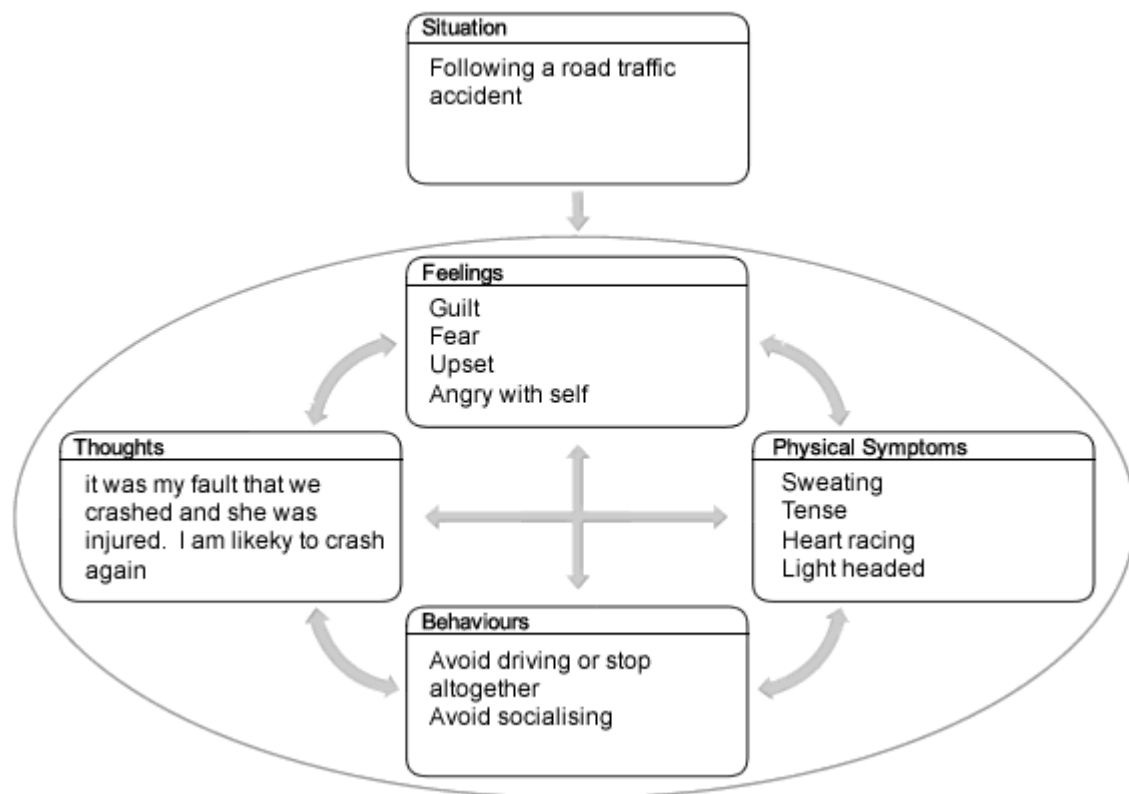 Situation
Following a road traffic
accident
Feelings
Guilt
Fear
Upset
Angry with self
Thoughts
it was my fault that we
crashed and she was
injured.  I am likeky to crash
again
Physical Symptoms
Sweating
Tense
Heart racing
Light headed
Behaviours
Avoid driving or stop
altogether
Avoid socialising